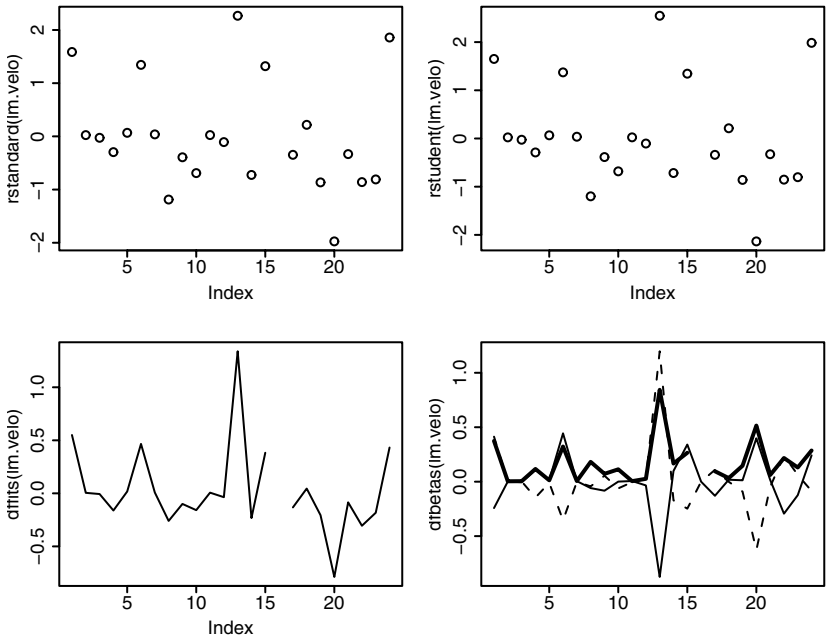 rstandard(lm.velo)
2
1
0
−1
−2
5 10 15 20
Index
rstudent(lm.velo)
2
1
0
−1
−2
5 10 15 20
Index
dffits(lm.velo)
1.0
0.5
0.0
−0.5
5 10 15 20
Index
dfbetas(lm.velo)
1.0
0.5
0.0
−0.5
5 10 15 20